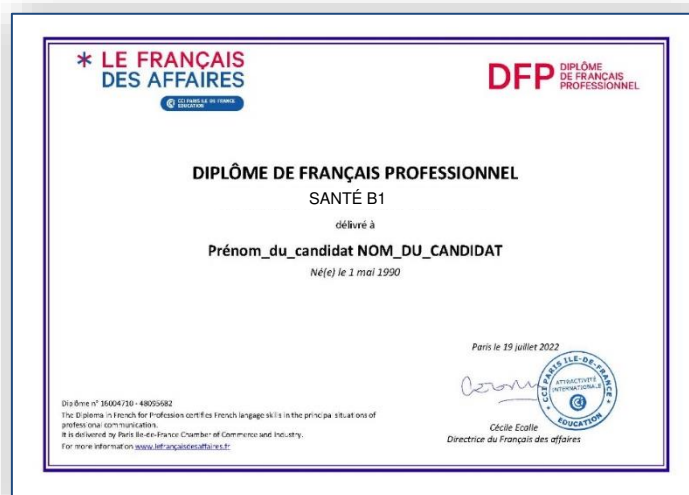 * LE FRANÇAIS
DES AFFAIRES
CCI PARIS ILE-DE-FRANCE
EDUCATION
DFP DIPLÔME
DE FRANÇAIS
PROFESSIONNEL
DIPLÔME DE FRANÇAIS PROFESSIONNEL
SANTÉ B1
délivré à
Prénom_du_candidat NOM_DU_CANDIDAT
Né(e) le 1 mai 1990
Paris le 19 juillet 2022
CCI PARIS ILE-DE-FRANCE
ATTRACTIVITÉ
INTERNATIONALE
EDUCATION
Cécile Ecalle
Directrice du Français des affaires
Diplôme n° 16004710 - 48095682
The Diploma in French for Profession certifies French langage skills in the principal situations of
professional communication.
It is delivered by Paris Ile-de-France Chamber of Commerce and Industry.
For more information www.lefrançaisdesaffaires.fr